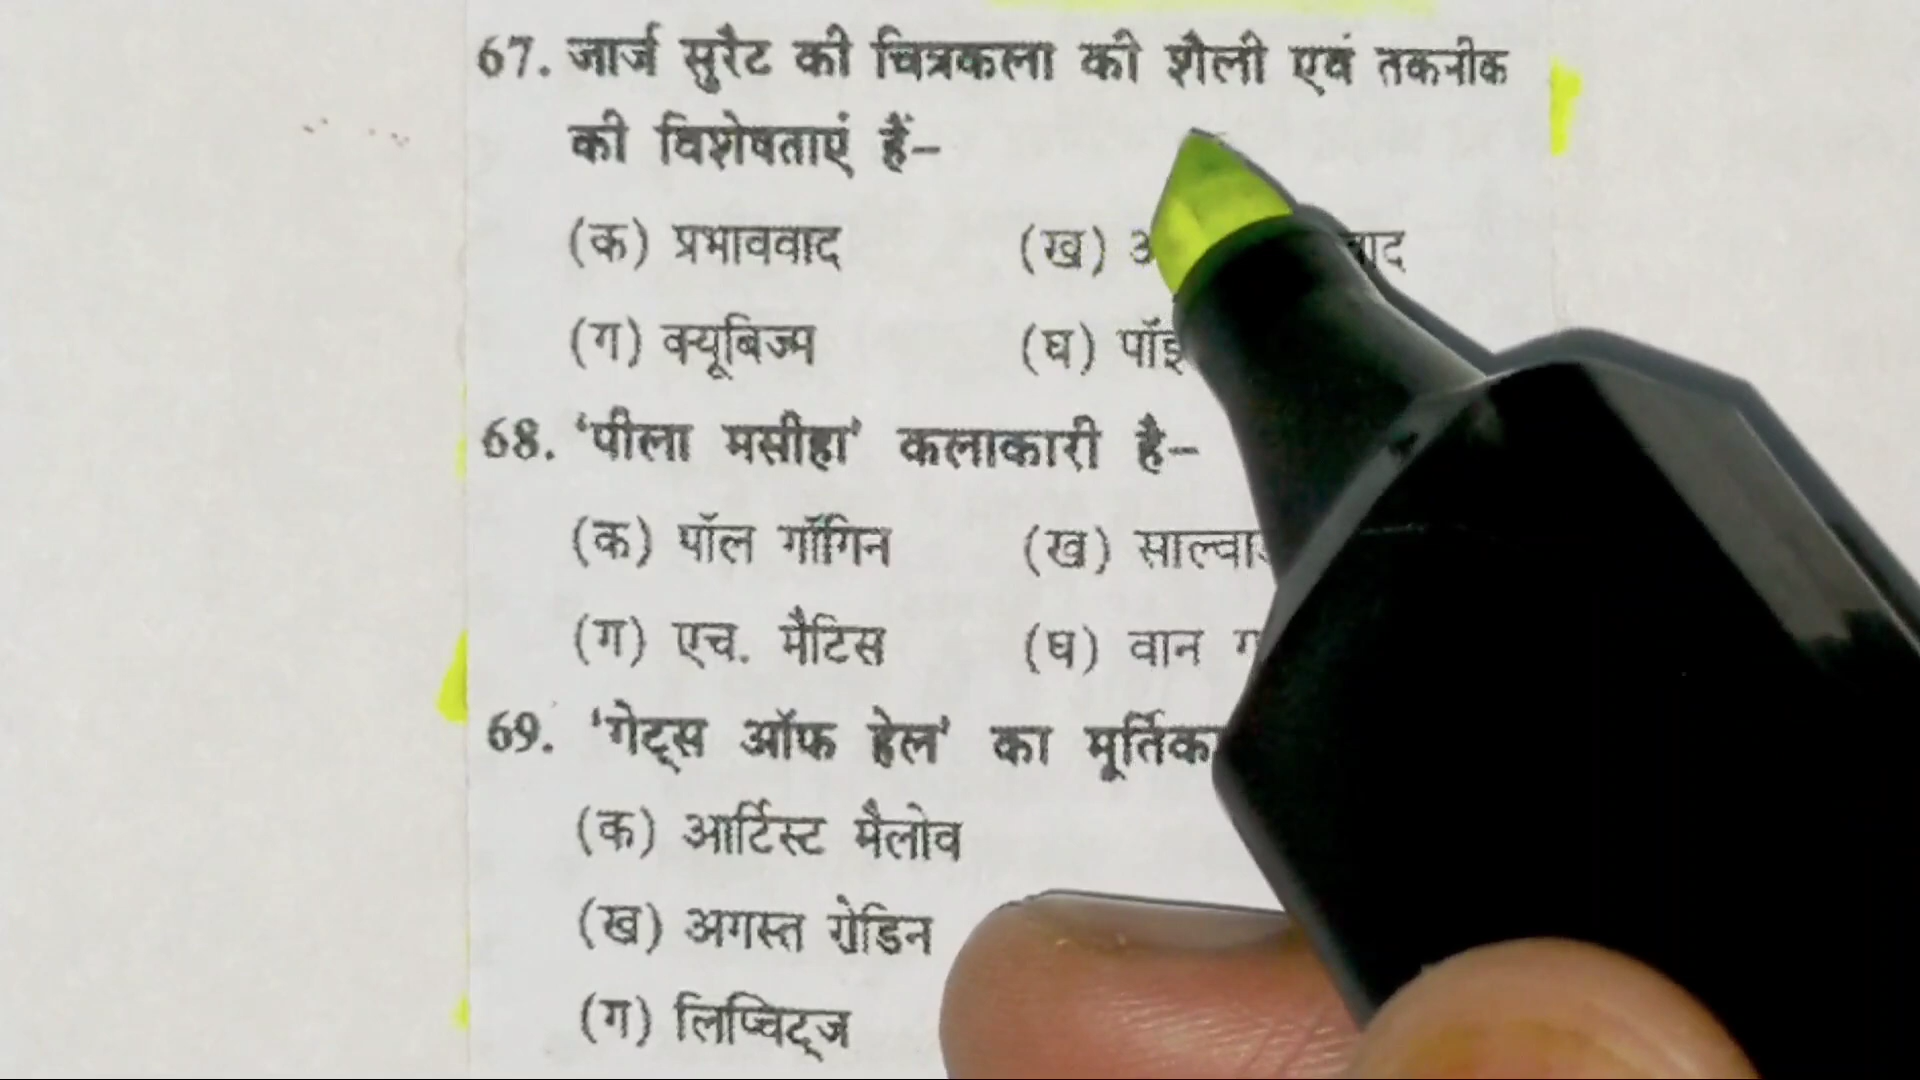 67. जार्ज सुरैट की चित्रकला की शैली एवं तकनीक
की विशेषताएं हैं–
(क) प्रभाववाद (ख)
(ग) क्यूबिज्म (घ)
68. 'पीला मसीहा' कलाकारी है–
(क) पॉल गॉगिन (ख)
(ग) एच. मैटिस (घ) वान
69. 'गेट्स ऑफ हेल' का
(क) आर्टिस्ट मैलोव
(ख) अगस्त रोडिन
(ग) लिप्चिट्ज